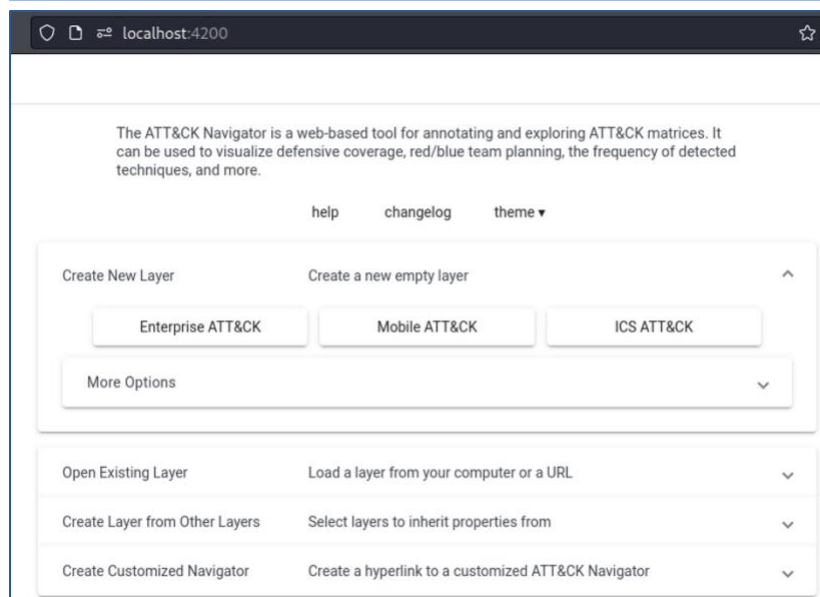 localhost:4200
The ATT&CK Navigator is a web-based tool for annotating and exploring ATT&CK matrices. It
can be used to visualize defensive coverage, red/blue team planning, the frequency of detected
techniques, and more.
help changelog theme ▾
Create New Layer Create a new empty layer
Enterprise ATT&CK Mobile ATT&CK ICS ATT&CK
More Options
Open Existing Layer Load a layer from your computer or a URL
Create Layer from Other Layers Select layers to inherit properties from
Create Customized Navigator Create a hyperlink to a customized ATT&CK Navigator